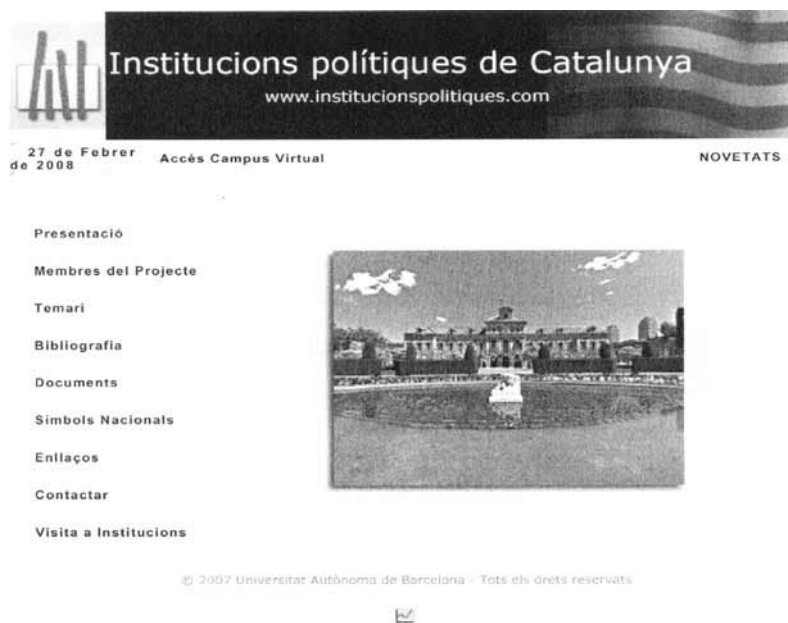 Institucions polítiques de Catalunya
www.institucionspolitiques.com
27 de Febrer
de 2008
Accés Campus Virtual
NOVETATS
Presentació
Membres del Projecte
Temari
Bibliografia
Documents
Símbols Nacionals
Enllaços
Contactar
Visita a Institucions
© 2007 Universitat Autònoma de Barcelona - Tots els drets reservats